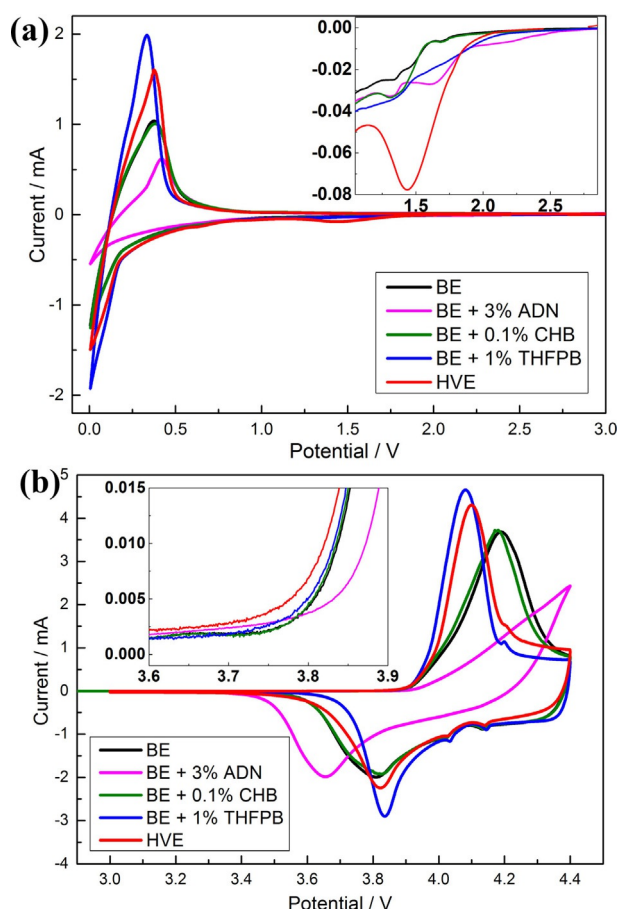 (a)
Current / mA
2
1
0
-1
-2
0.0 0.5 1.0 1.5 2.0 2.5 3.0
Potential / V
0.00
-0.02
-0.04
-0.06
-0.08
1.5 2.0 2.5
BE
BE + 3% ADN
BE + 0.1% CHB
BE + 1% THFPB
HVE
(b)
Current / mA
5
4
3
2
1
0
-1
-2
-3
-4
3.0 3.2 3.4 3.6 3.8 4.0 4.2 4.4
Potential / V
0.015
0.010
0.005
0.000
3.6 3.7 3.8 3.9
BE
BE + 3% ADN
BE + 0.1% CHB
BE + 1% THFPB
HVE